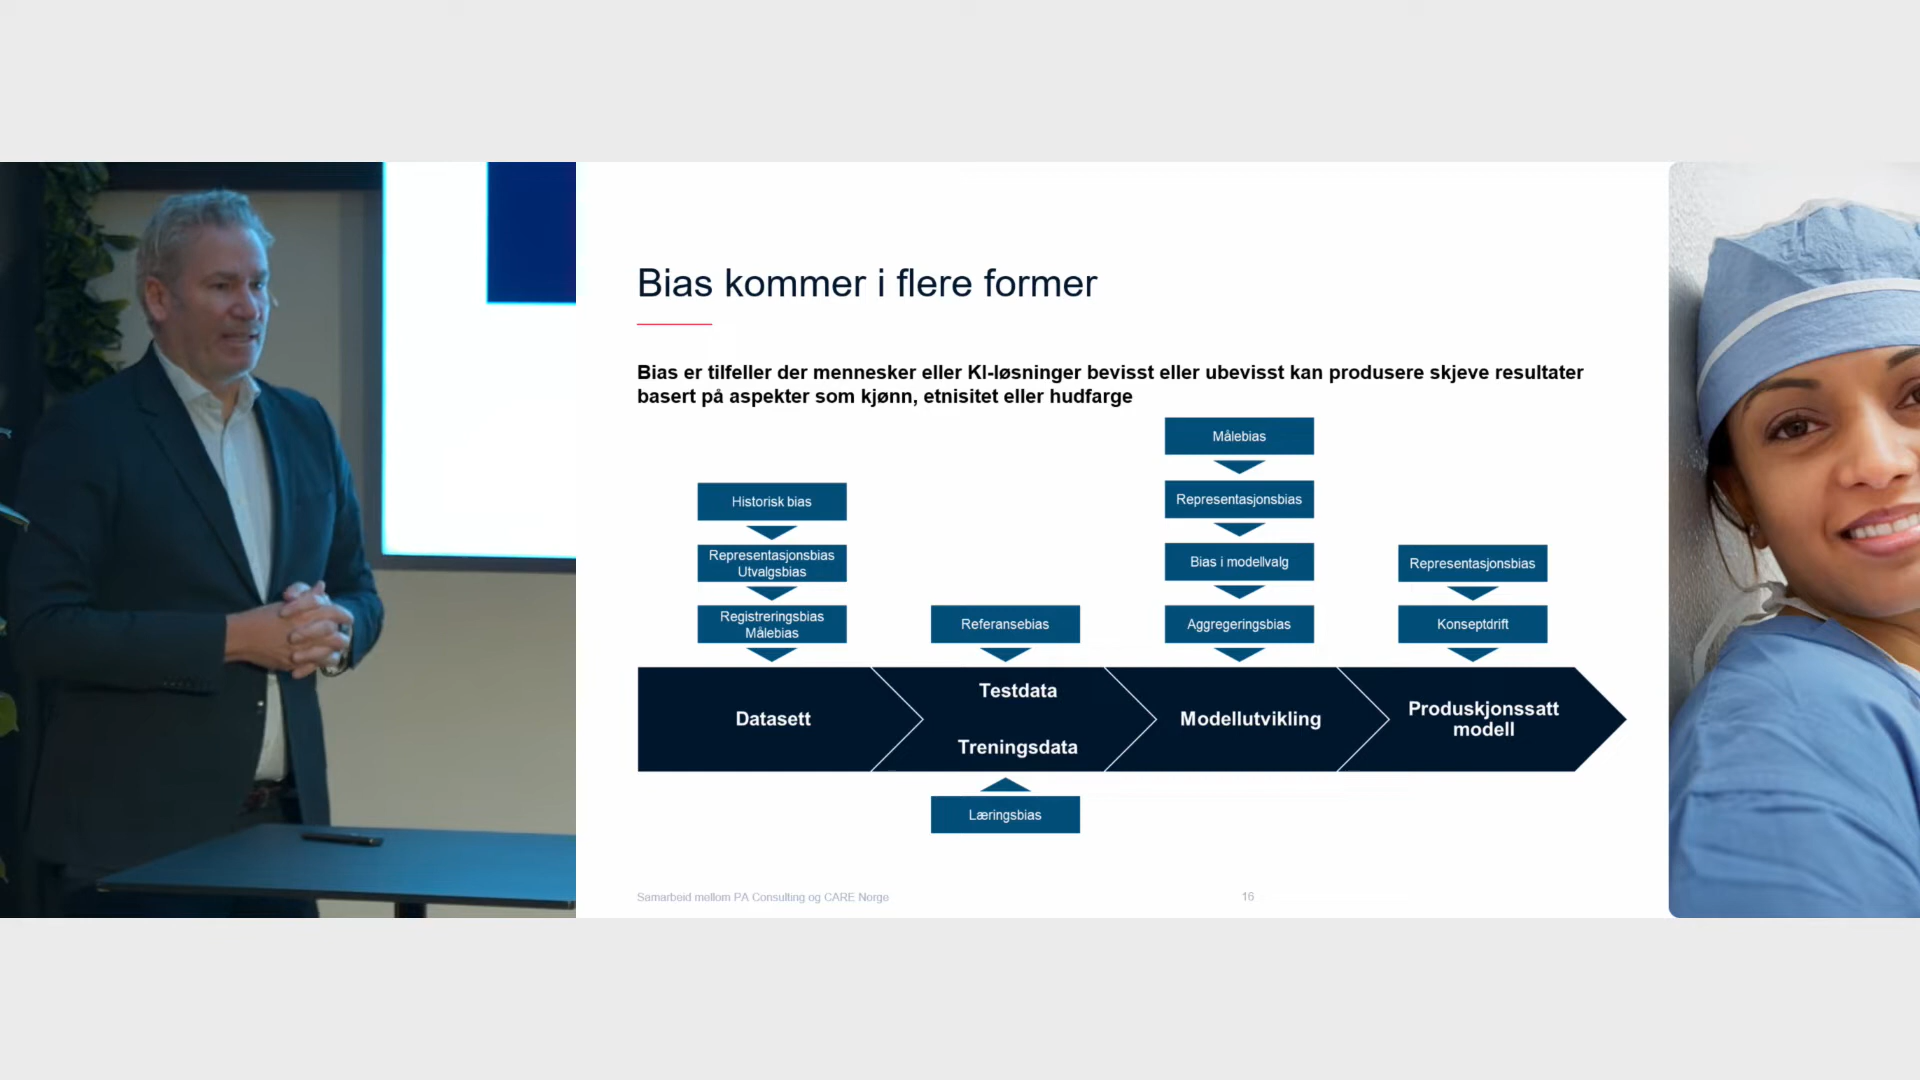 Bias kommer i flere former
Bias er tilfeller der mennesker eller KI-løsninger bevisst eller ubevisst kan produsere skjeve resultater
basert på aspekter som kjønn, etnisitet eller hudfarge
Historisk bias
Representasjonsbias
Utvalgsbias
Registreringsbias
Målebias
Referansebias
Målebias
Representasjonsbias
Bias i modellvalg
Aggregeringsbias
Representasjonsbias
Konseptdrift
Datasett
Testdata
Treningsdata
Modellutvikling
Produskjonssatt
modell
Læringsbias
Samarbeid mellom PA Consulting og CARE Norge
16